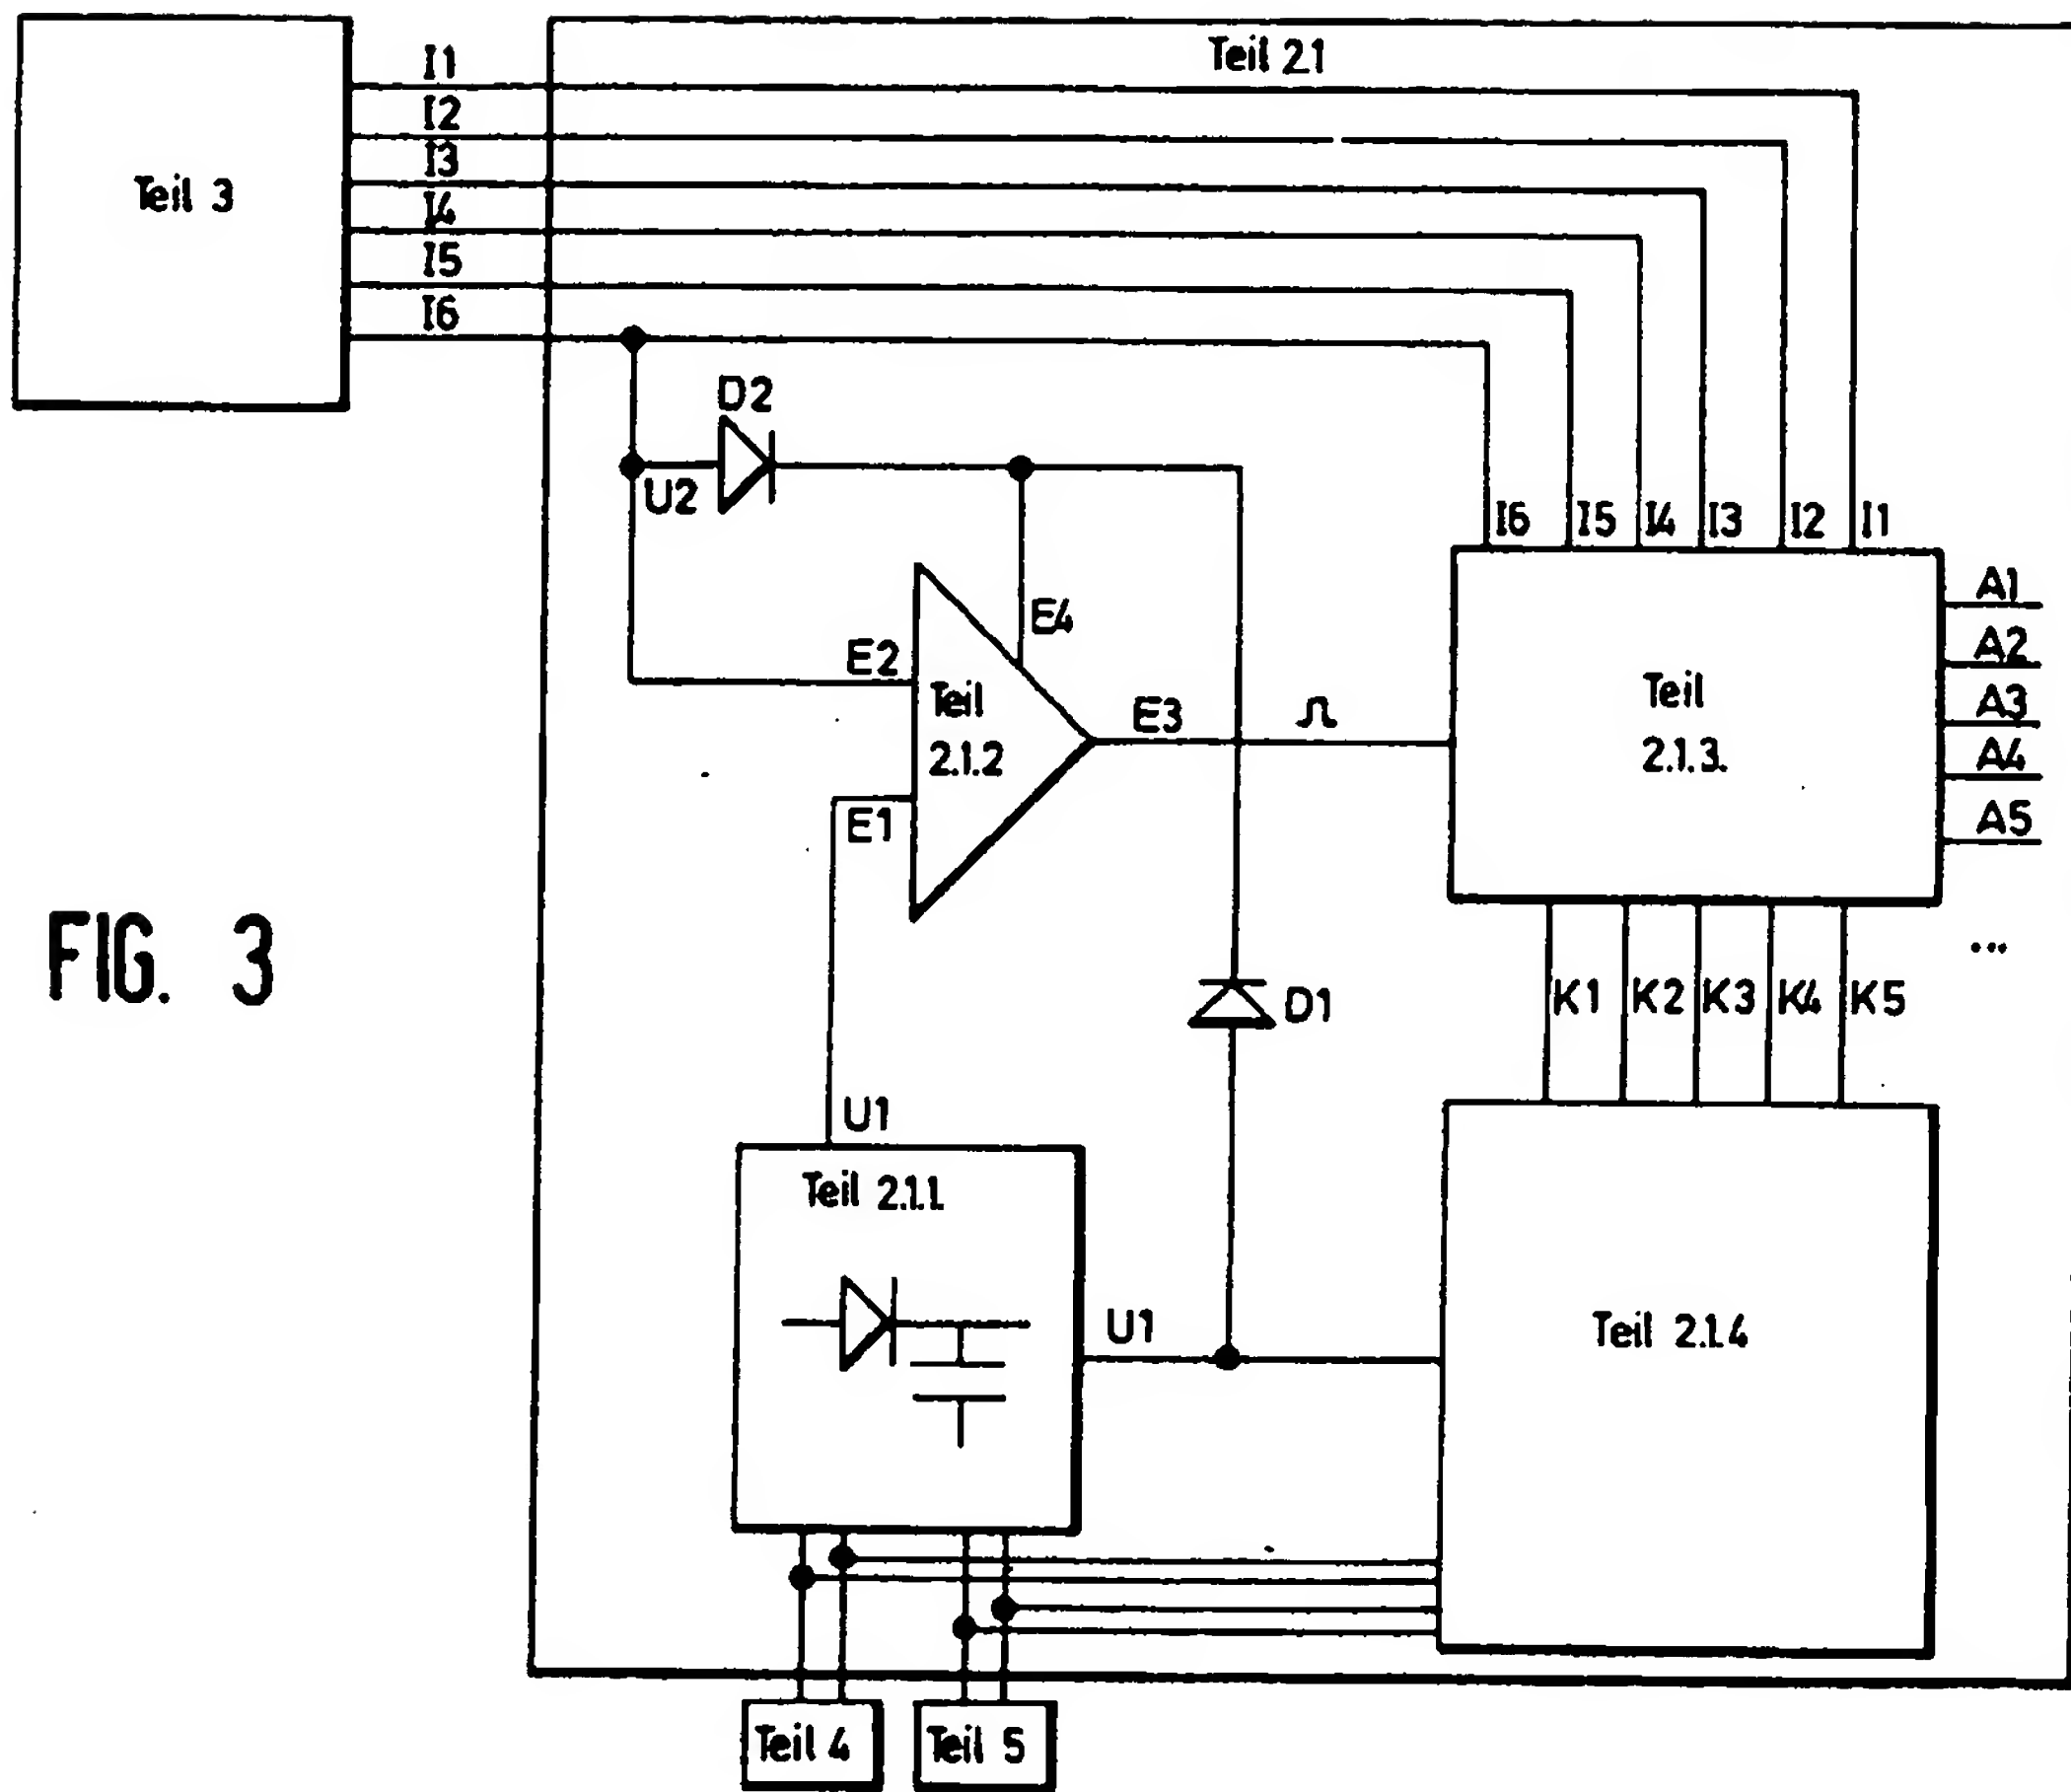 Teil 21
I1
I2
I3
Teil 3
I4
I5
I6
D2
U2
I6 I5 I4 I3 I2 I1
A1
E4
A2
E2
Teil
2.1.2
E3
Teil
2.1.3.
A3
A4
E1
A5
FIG. 3
...
K1 K2 K3 K4 K5
D1
U1
Teil 2.1.1.
U1
Teil 2.1.4
Teil 4
Teil 5